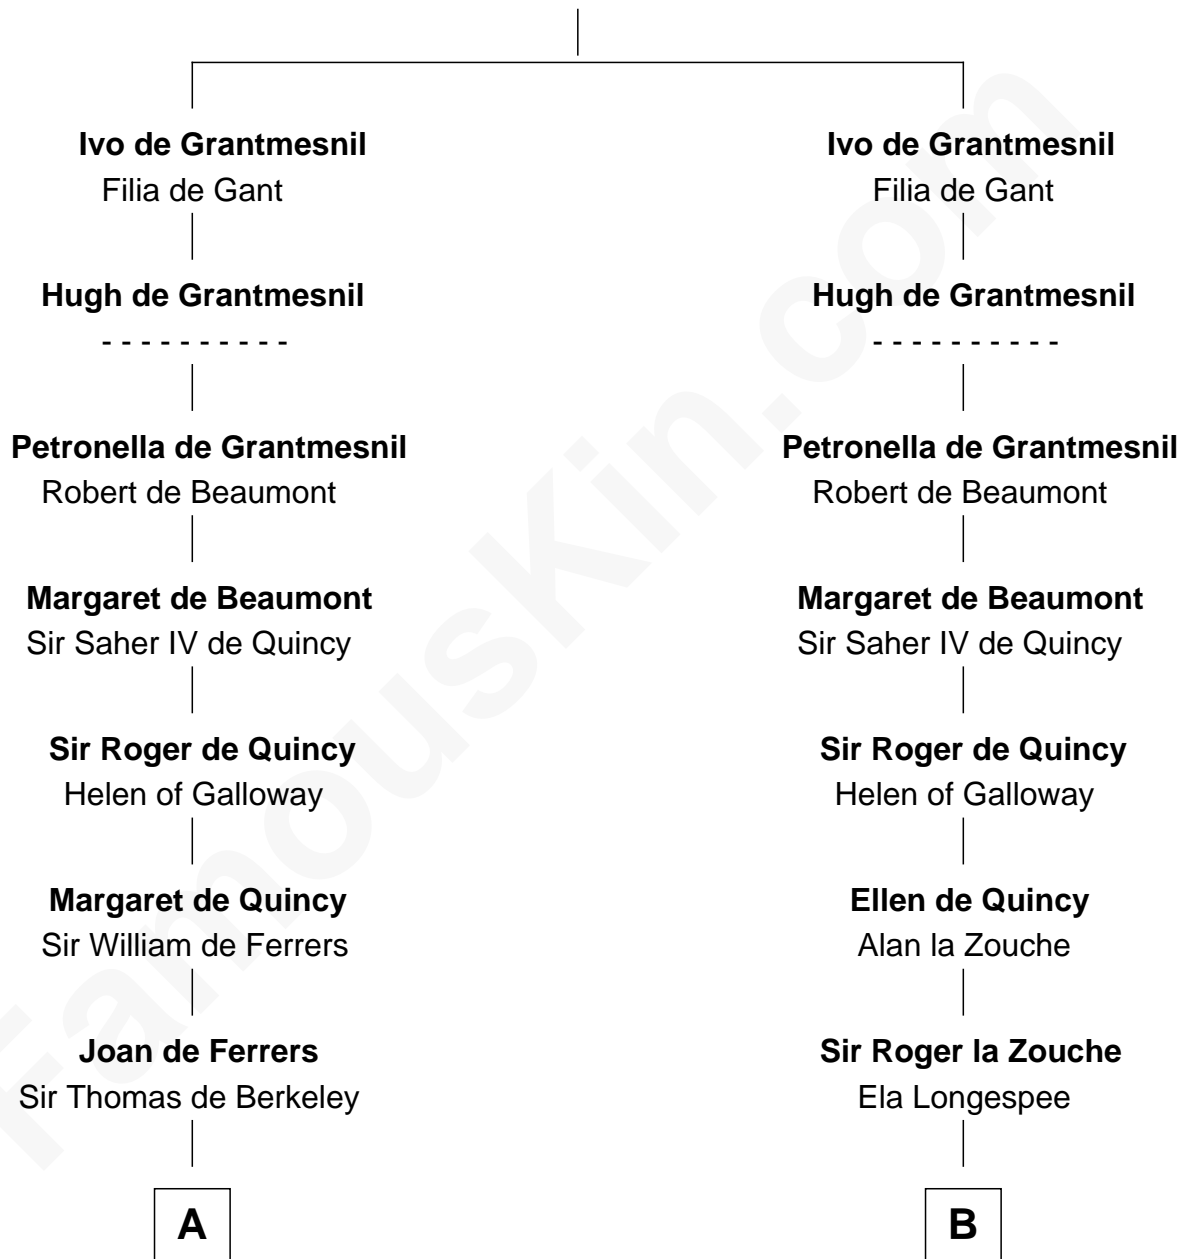 Ivo de Grantmesnil
Filia de Gant
Hugh de Grantmesnil
- - - - - - - - - -
Petronella de Grantmesnil
Robert de Beaumont
Margaret de Beaumont
Sir Saher IV de Quincy
Sir Roger de Quincy
Helen of Galloway
Margaret de Quincy
Sir William de Ferrers
Joan de Ferrers
Sir Thomas de Berkeley
A
Ivo de Grantmesnil
Filia de Gant
Hugh de Grantmesnil
- - - - - - - - - -
Petronella de Grantmesnil
Robert de Beaumont
Margaret de Beaumont
Sir Saher IV de Quincy
Sir Roger de Quincy
Helen of Galloway
Ellen de Quincy
Alan la Zouche
Sir Roger la Zouche
Ela Longespee
B
FamousKin.com